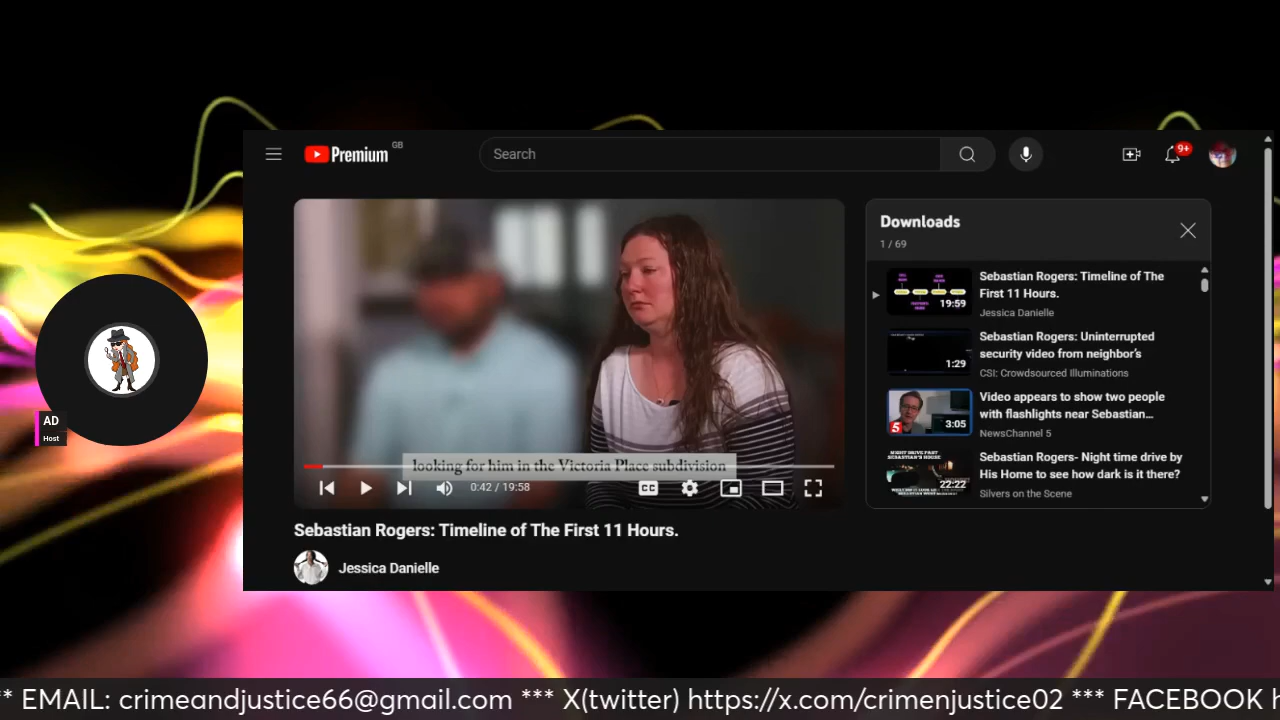 Premium GB
Search
9+
looking for him in the Victoria Place subdivision
CC
0:42 / 19:58
Sebastian Rogers: Timeline of The First 11 Hours.
Jessica Danielle
Downloads
1 / 69
19:59
Sebastian Rogers: Timeline of The
First 11 Hours.
Jessica Danielle
1:29
Sebastian Rogers: Uninterrupted
security video from neighbor's
CSI: Crowdsourced Illuminations
5
3:05
Video appears to show two people
with flashlights near Sebastian...
NewsChannel 5
22:22
Sebastian Rogers- Night time drive by
His Home to see how dark is it there?
Silvers on the Scene
AD
Host
* EMAIL: crimeandjustice66@gmail.com *** X(twitter) https://x.com/crimenjustice02 *** FACEBOOK h